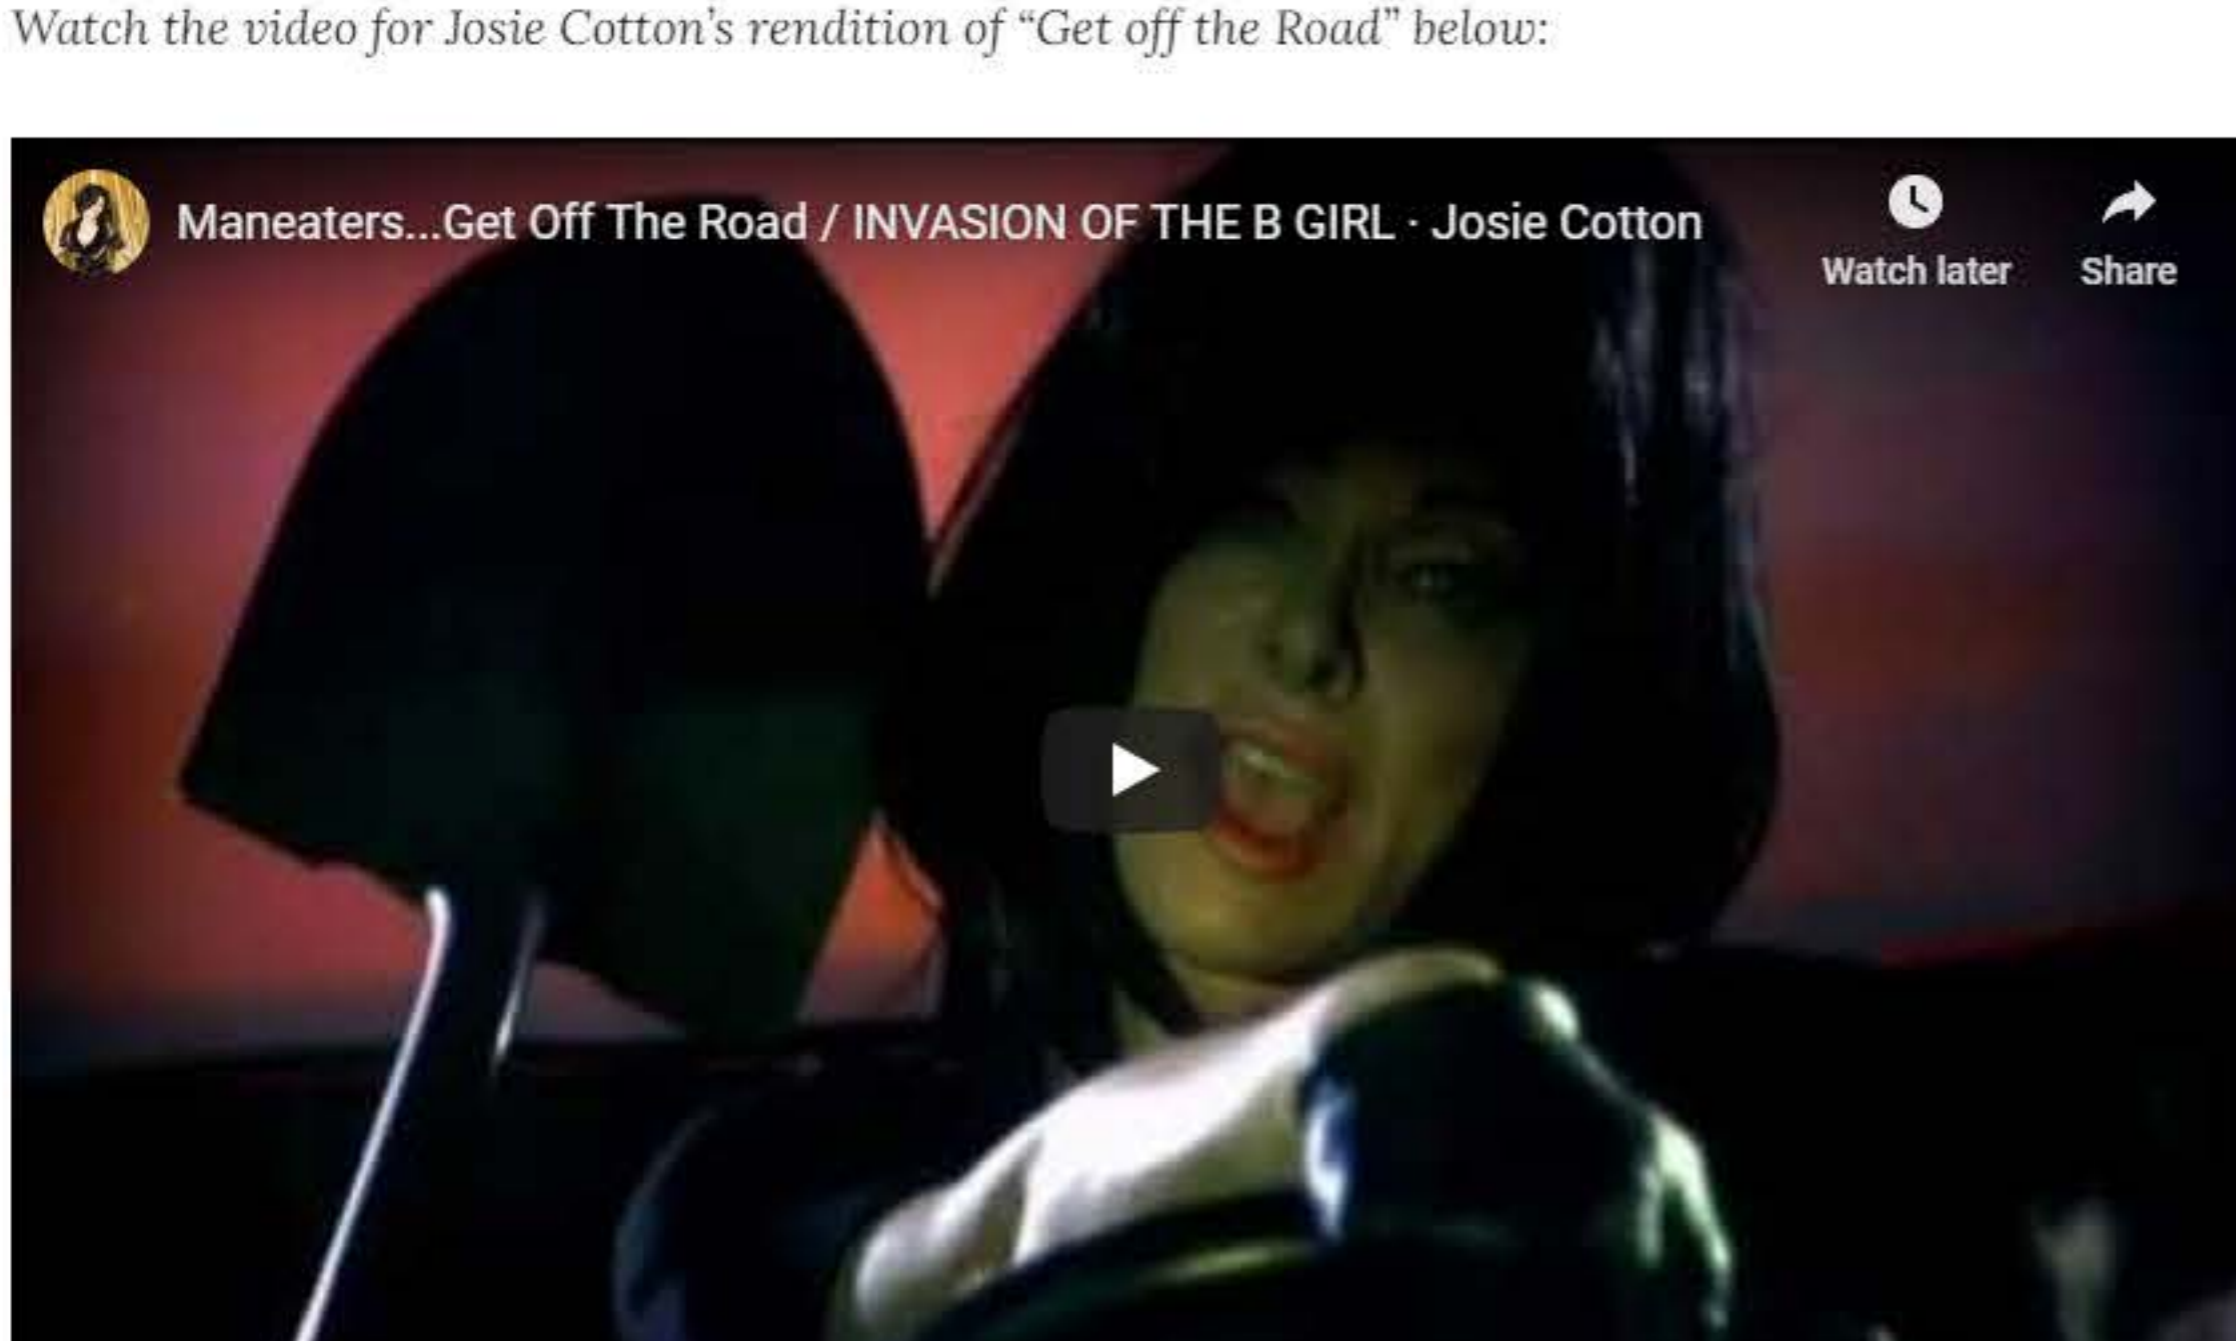 Watch the video for Josie Cotton’s rendition of “Get off the Road” below:
Maneaters...Get Off The Road / INVASION OF THE B GIRL · Josie Cotton
Watch later
Share